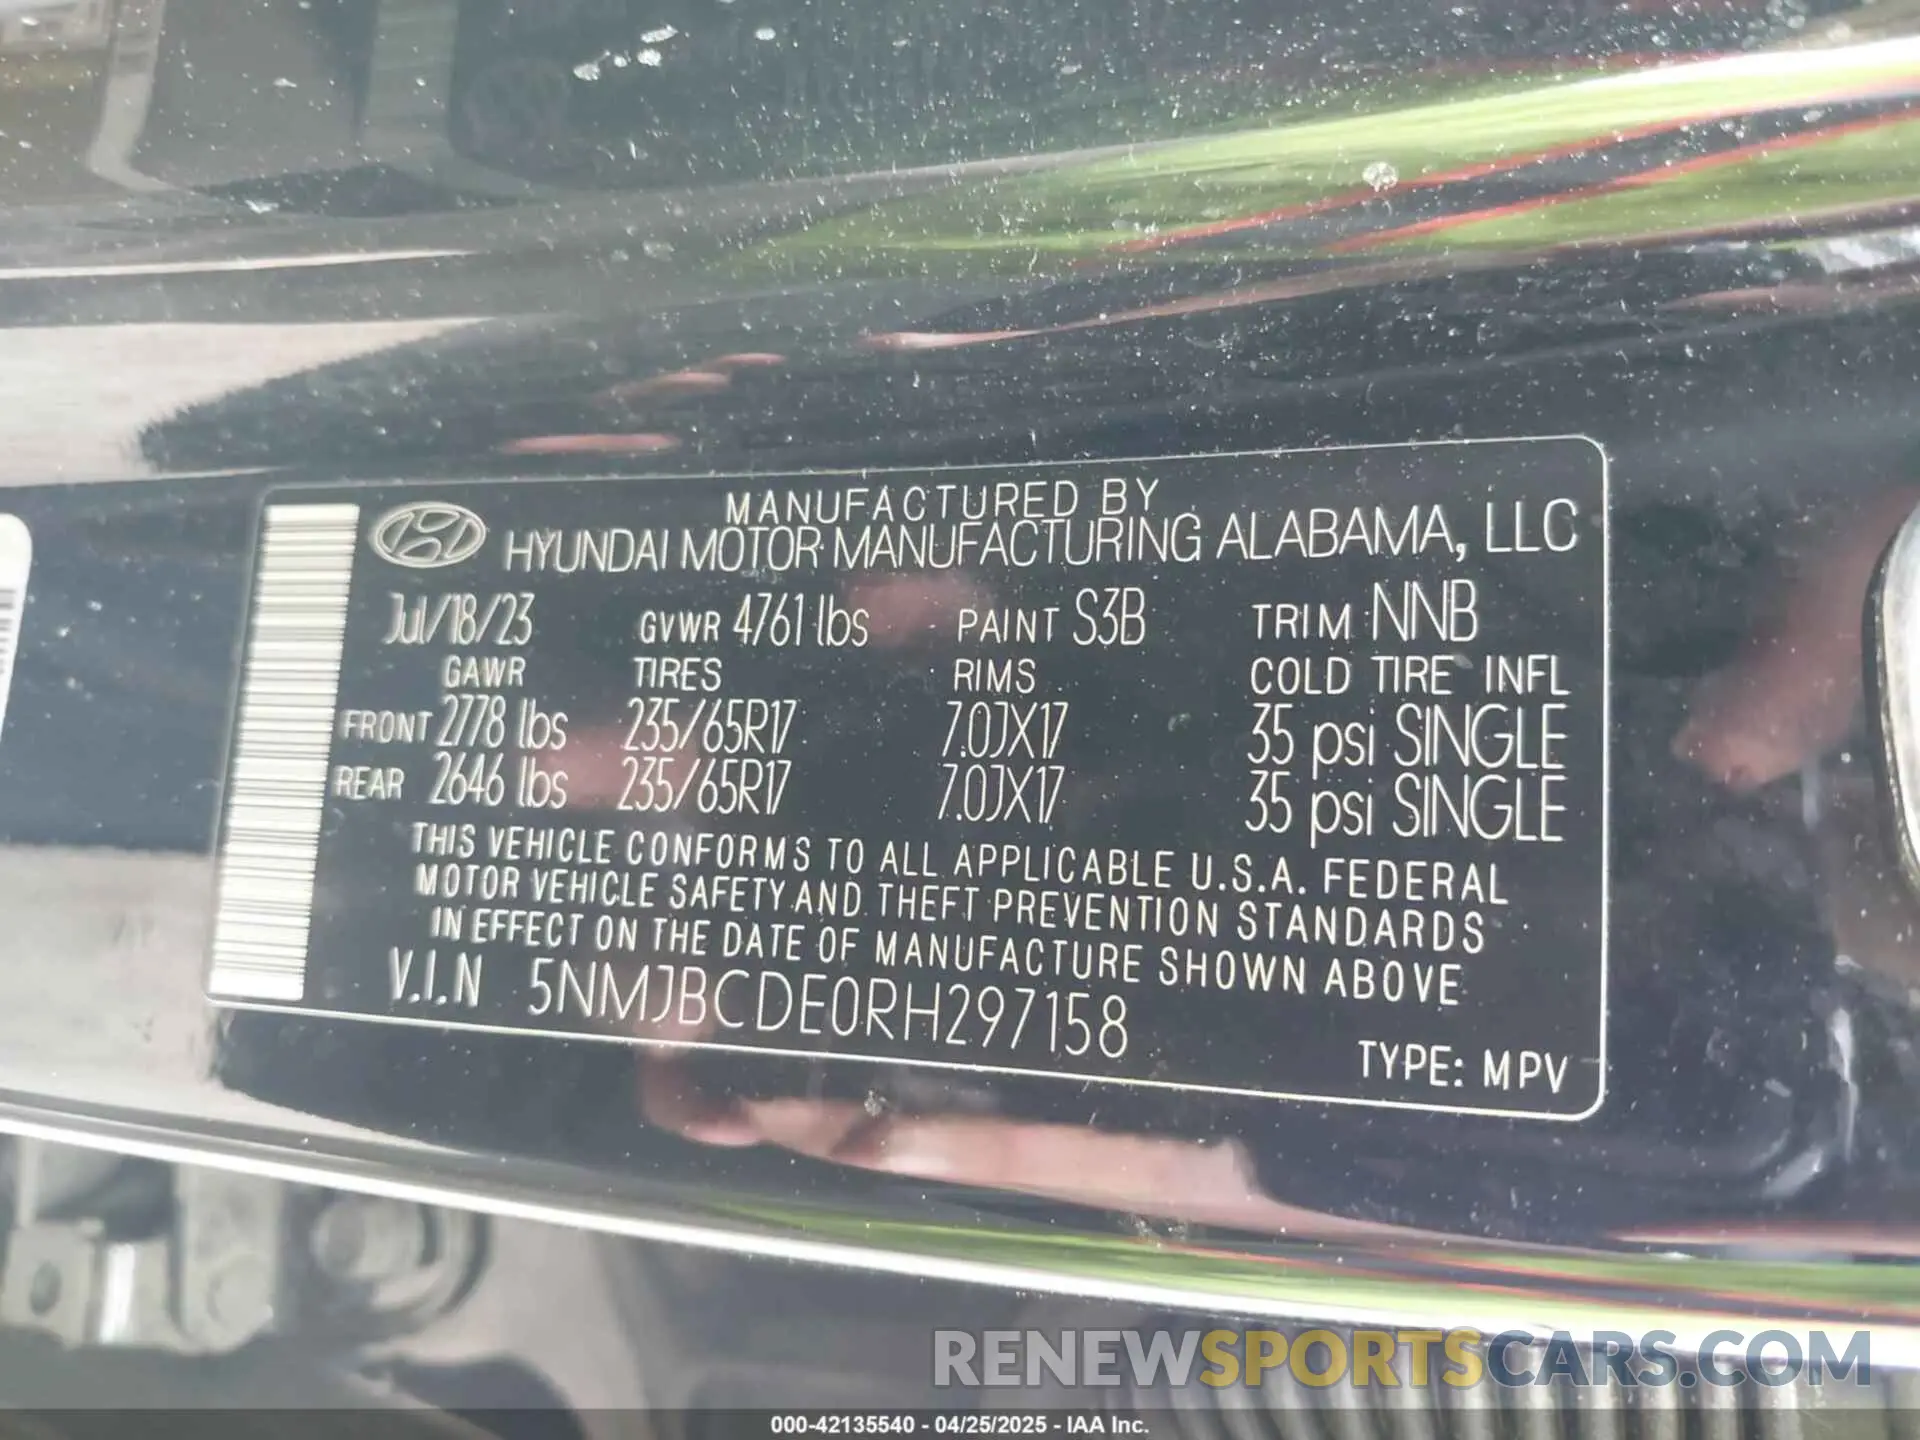 MANUFACTURED BY
HYUNDAI MOTOR MANUFACTURING ALABAMA, LLC
Jul/18/23 GVWR 4761 lbs PAINT S3B TRIM NNB
GAWR TIRES RIMS COLD TIRE INFL
FRONT 2778 lbs 235/65R17 7.0JX17 35 psi SINGLE
REAR 2646 lbs 235/65R17 7.0JX17 35 psi SINGLE
THIS VEHICLE CONFORMS TO ALL APPLICABLE U.S.A. FEDERAL
MOTOR VEHICLE SAFETY AND THEFT PREVENTION STANDARDS
IN EFFECT ON THE DATE OF MANUFACTURE SHOWN ABOVE
V.I.N 5NMJBCDE0RH297158
TYPE: MPV
RENEWSPORTSCARS.COM
000-42135540 - 04/25/2025 - IAA Inc.